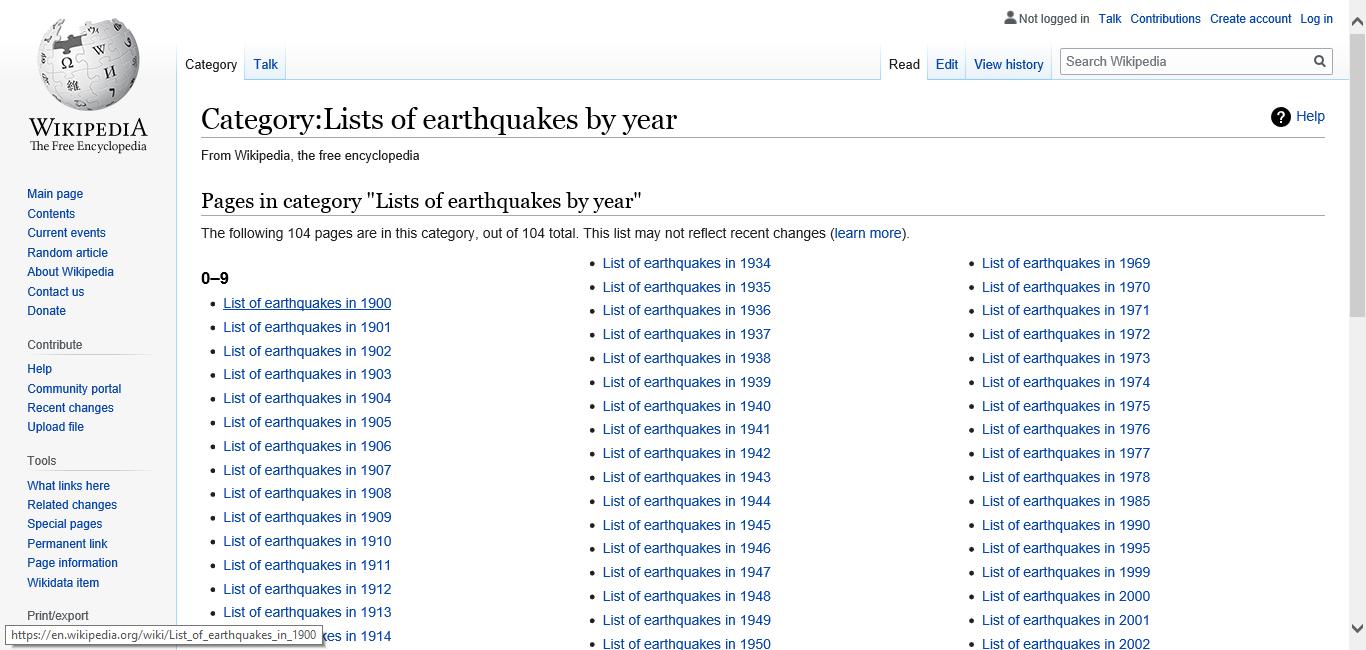 Not logged in Talk Contributions Create account Log in
Category Talk Read Edit View history Search Wikipedia
WIKIPEDIA
The Free Encyclopedia
Main page
Contents
Current events
Random article
About Wikipedia
Contact us
Donate
Contribute
Help
Community portal
Recent changes
Upload file
Tools
What links here
Related changes
Special pages
Permanent link
Page information
Wikidata item
Print/export
https://en.wikipedia.org/wiki/List_of_earthquakes_in_1900
Category:Lists of earthquakes by year
Help
From Wikipedia, the free encyclopedia
Pages in category "Lists of earthquakes by year"
The following 104 pages are in this category, out of 104 total. This list may not reflect recent changes (learn more).
0–9
List of earthquakes in 1900
List of earthquakes in 1901
List of earthquakes in 1902
List of earthquakes in 1903
List of earthquakes in 1904
List of earthquakes in 1905
List of earthquakes in 1906
List of earthquakes in 1907
List of earthquakes in 1908
List of earthquakes in 1909
List of earthquakes in 1910
List of earthquakes in 1911
List of earthquakes in 1912
List of earthquakes in 1913
kes in 1914
List of earthquakes in 1934
List of earthquakes in 1935
List of earthquakes in 1936
List of earthquakes in 1937
List of earthquakes in 1938
List of earthquakes in 1939
List of earthquakes in 1940
List of earthquakes in 1941
List of earthquakes in 1942
List of earthquakes in 1943
List of earthquakes in 1944
List of earthquakes in 1945
List of earthquakes in 1946
List of earthquakes in 1947
List of earthquakes in 1948
List of earthquakes in 1949
List of earthquakes in 1950
List of earthquakes in 1969
List of earthquakes in 1970
List of earthquakes in 1971
List of earthquakes in 1972
List of earthquakes in 1973
List of earthquakes in 1974
List of earthquakes in 1975
List of earthquakes in 1976
List of earthquakes in 1977
List of earthquakes in 1978
List of earthquakes in 1985
List of earthquakes in 1990
List of earthquakes in 1995
List of earthquakes in 1999
List of earthquakes in 2000
List of earthquakes in 2001
List of earthquakes in 2002